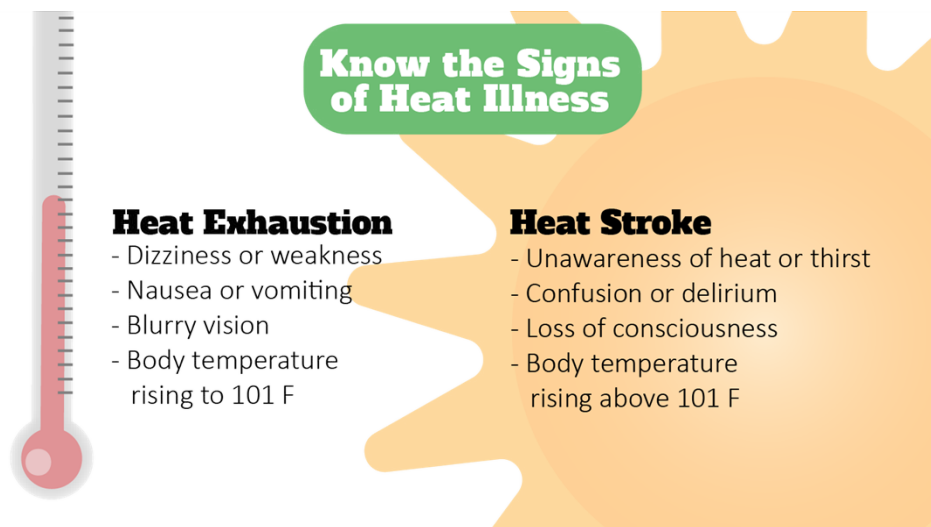 Know the Signs
of Heat Illness
Heat Exhaustion
- Dizziness or weakness
- Nausea or vomiting
- Blurry vision
- Body temperature
rising to 101 F
Heat Stroke
- Unawareness of heat or thirst
- Confusion or delirium
- Loss of consciousness
- Body temperature
rising above 101 F